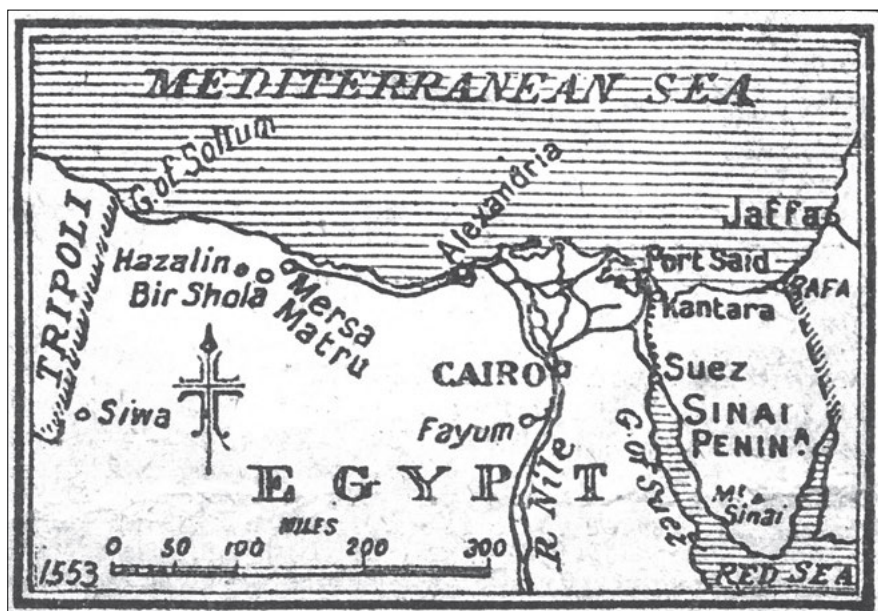 MEDITERRANEAN SEA
G. of Sollum
Alexandria
Jaffa
TRIPOLI
Hazalin
Bir Shola
Mersa
Matru
Port Said
RAFA
Kantara
CAIRO
Suez
Siwa
Fayum
SINAI
PENIN.A
G. of Suez
R Nile
EGYPT
Mt.
Sinai
MILES
0 50 100 200 300
1553
RED SEA